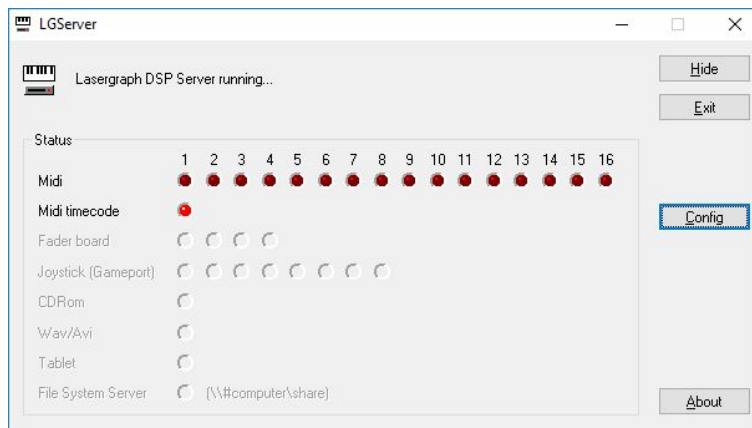 LGServer
Lasergraph DSP Server running...
Hide
Exit
Status
1 2 3 4 5 6 7 8 9 10 11 12 13 14 15 16
Midi
Midi timecode
Config
Fader board
Joystick (Gameport)
CDRom
Wav/Avi
Tablet
File System Server (\\#computer\share)
About